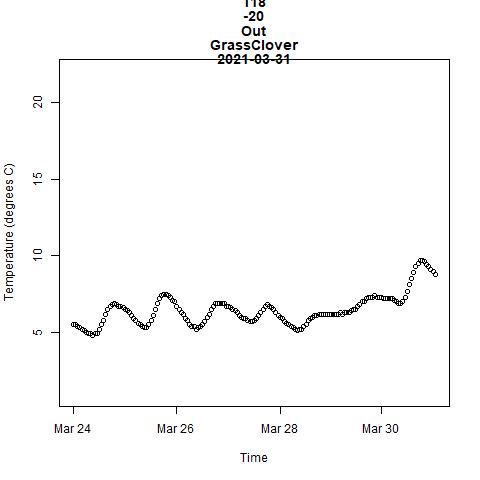 T18
-20
Out
GrassClover
2021-03-31
20
15
10
5
Temperature (degrees C)
Mar 24
Mar 26
Mar 28
Mar 30
Time